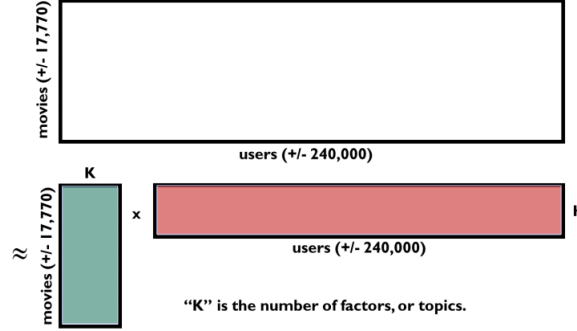 movies (+/- 17,770)
users (+/- 240,000)
K
≈
movies (+/- 17,770)
x
users (+/- 240,000)
“K” is the number of factors, or topics.